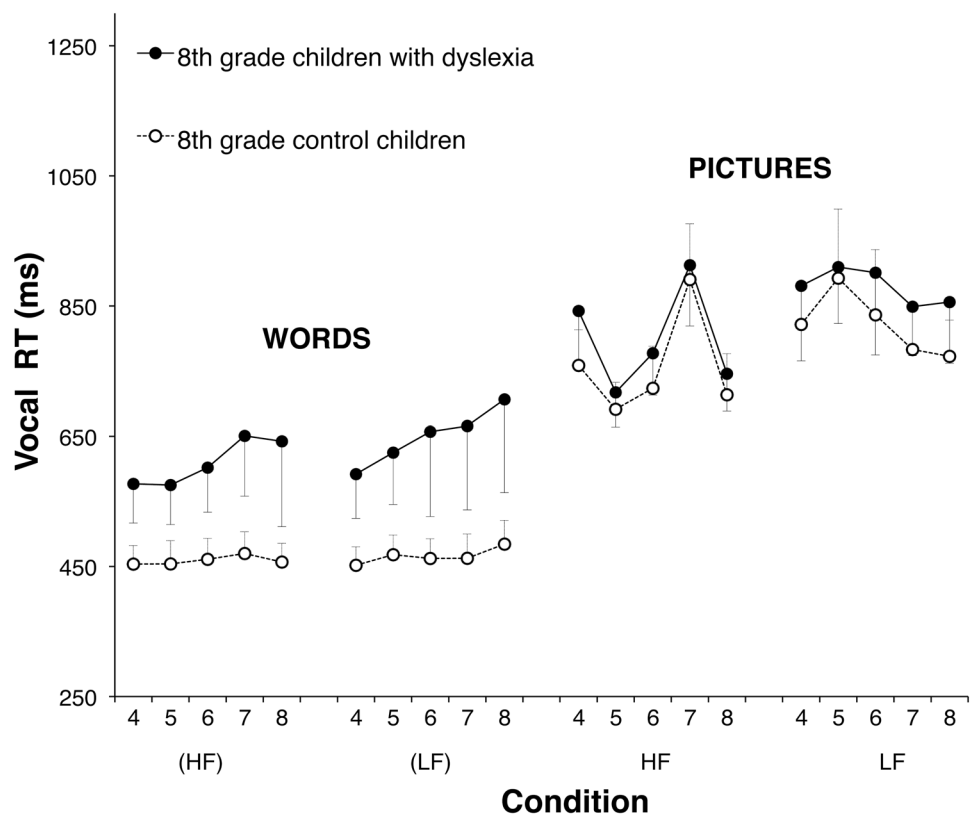 1250
8th grade children with dyslexia
8th grade control children
1050
PICTURES
850
WORDS
650
450
250
Vocal RT (ms)
4 5 6 7 8 4 5 6 7 8 4 5 6 7 8 4 5 6 7 8
(HF) (LF) HF LF
Condition